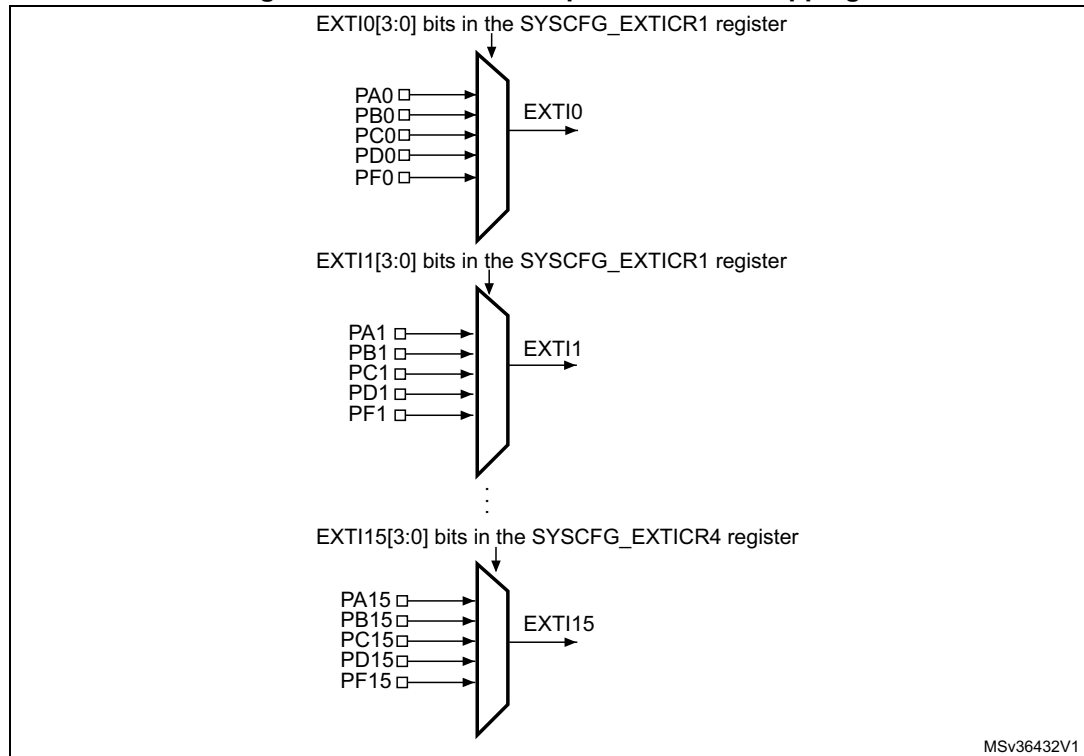 EXTI0[3:0] bits in the SYSCFG_EXTICR1 register
PA0
PB0
PC0
PD0
PF0
EXTI0
EXTI1[3:0] bits in the SYSCFG_EXTICR1 register
PA1
PB1
PC1
PD1
PF1
EXTI1
EXTI15[3:0] bits in the SYSCFG_EXTICR4 register
PA15
PB15
PC15
PD15
PF15
EXTI15
MSv36432V1